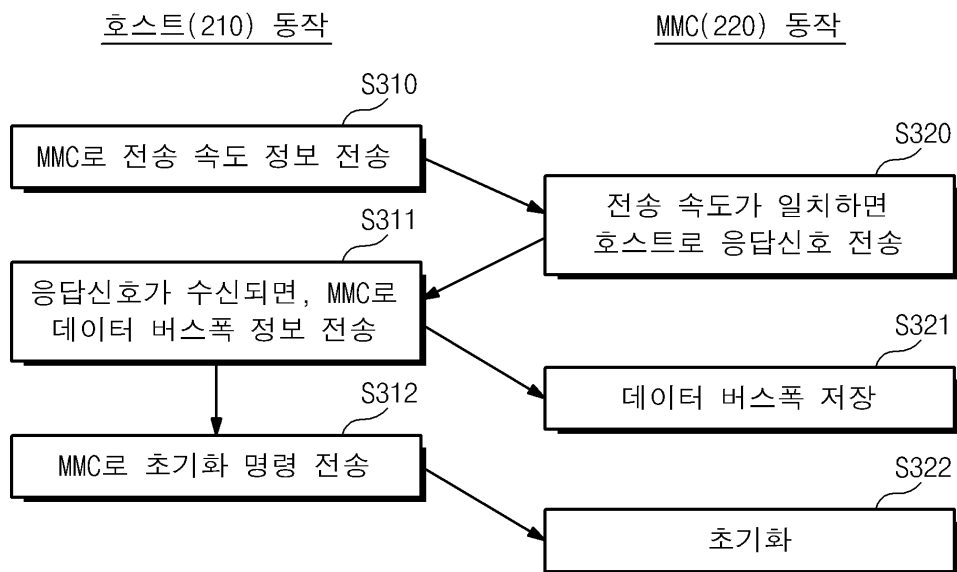 호스트(210) 동작
MMC(220) 동작
S310
MMC로 전송 속도 정보 전송
S320
전송 속도가 일치하면
호스트로 응답신호 전송
S311
응답신호가 수신되면, MMC로
데이터 버스폭 정보 전송
S321
데이터 버스폭 저장
S312
MMC로 초기화 명령 전송
S322
초기화